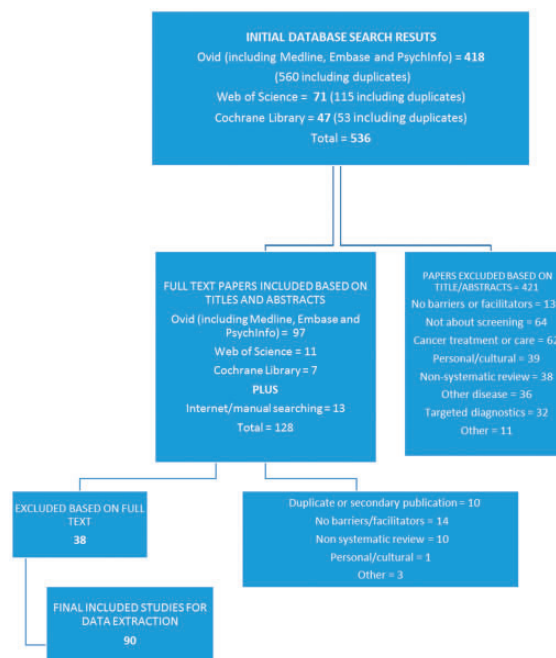 INITIAL DATABASE SEARCH RESUTS
Ovid (including Medline, Embase and PsychInfo) = 418
(560 including duplicates)
Web of Science = 71 (115 including duplicates)
Cochrane Library = 47 (53 including duplicates)
Total = 536
FULL TEXT PAPERS INCLUDED BASED ON
TITLES AND ABSTRACTS
Ovid (including Medline, Embase and
PsychInfo) = 97
Web of Science = 11
Cochrane Library = 7
PLUS
Internet/manual searching = 13
Total = 128
PAPERS EXCLUDED BASED ON
TITLE/ABSTRACTS = 421
No barriers or facilitators = 13
Not about screening = 64
Cancer treatment or care = 62
Personal/cultural = 39
Non-systematic review = 38
Other disease = 36
Targeted diagnostics = 32
Other = 11
EXCLUDED BASED ON FULL
TEXT
38
Duplicate or secondary publication = 10
No barriers/facilitators = 14
Non systematic review = 10
Personal/cultural = 1
Other = 3
FINAL INCLUDED STUDIES FOR
DATA EXTRACTION
90